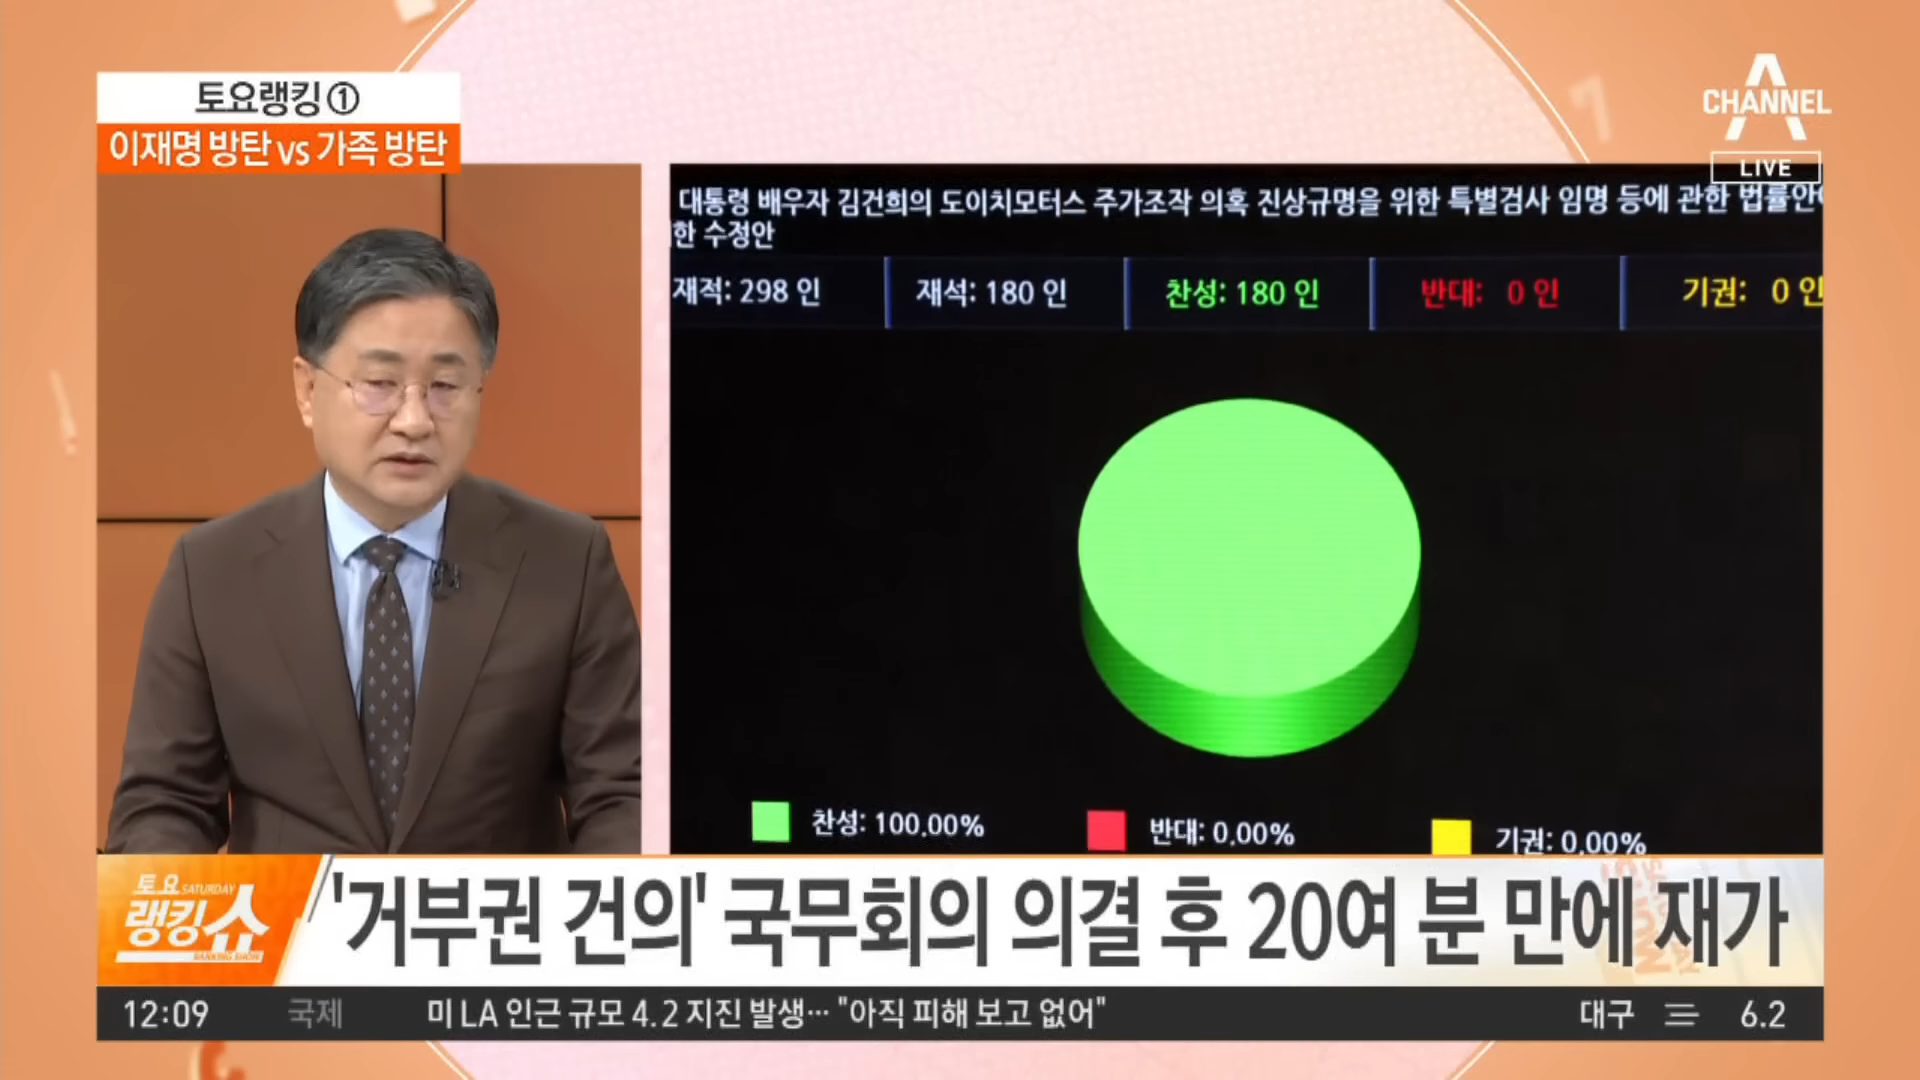 토요랭킹 ①
이재명 방탄 vs 가족 방탄
CHANNEL A
LIVE
대통령 배우자 김건희의 도이치모터스 주가조작 의혹 진상규명을 위한 특별검사 임명 등에 관한 법률안에
한 수정안
재적: 298 인
재석: 180 인
찬성: 180 인
반대: 0 인
기권: 0 인
찬성: 100.00%
반대: 0.00%
기권: 0.00%
토요 SATURDAY
랭킹쇼
RANKING SHOW
'거부권 건의' 국무회의 의결 후 20여 분 만에 재가
12:09 국제 미 LA 인근 규모 4.2 지진 발생… "아직 피해 보고 없어" 대구 6.2